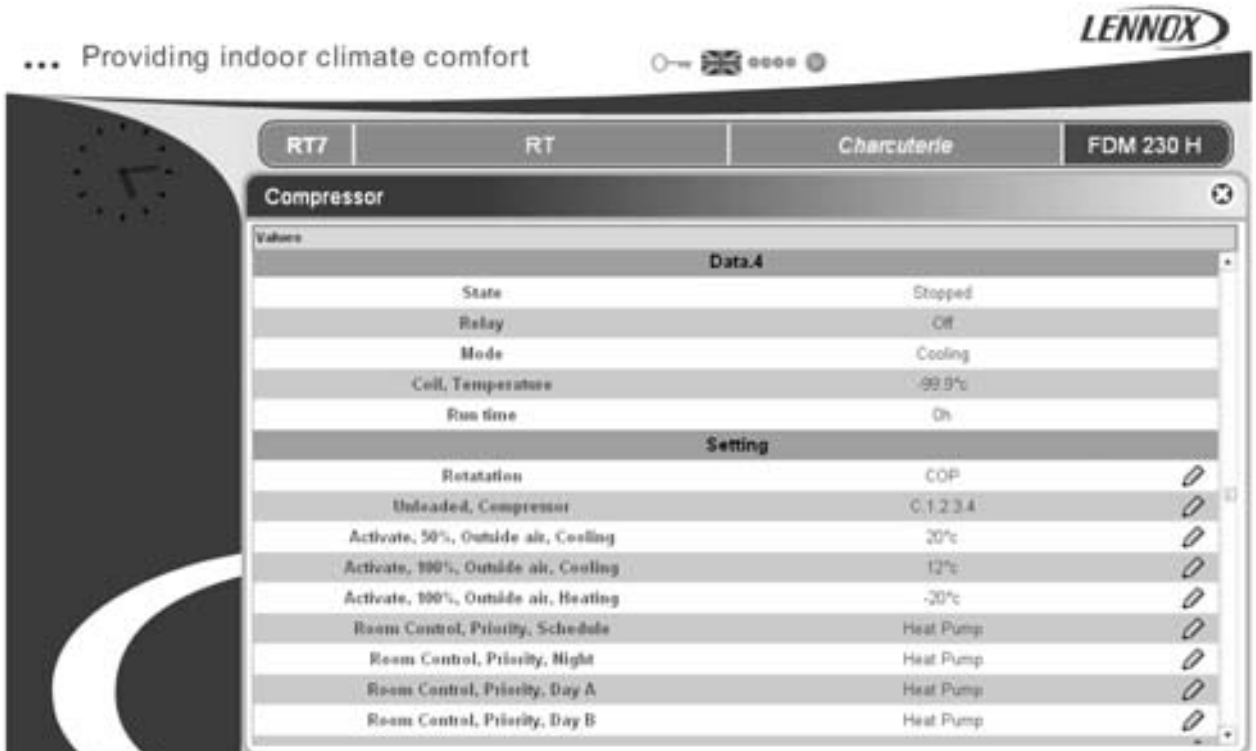 LENNOX
... Providing indoor climate comfort
RT7 RT Charcuterie FDM 230 H
Compressor
Values
Data.4
State Stopped
Relay Off
Mode Cooling
Coil, Temperature -99.9°c
Run time 0h
Setting
Rotatation COP
Unloaded, Compressor C.1.2.3.4
Activate, 50%, Outside air, Cooling 20°c
Activate, 100%, Outside air, Cooling 12°c
Activate, 100%, Outside air, Heating -20°c
Room Control, Priority, Schedule Heat Pump
Room Control, Priority, Night Heat Pump
Room Control, Priority, Day A Heat Pump
Room Control, Priority, Day B Heat Pump